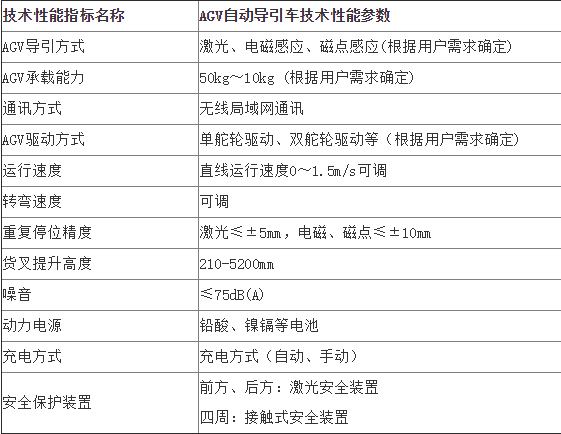 技术性能指标名称 AGV自动导引车技术性能参数
AGV导引方式 激光、电磁感应、磁点感应(根据用户需求确定)
AGV承载能力 50kg～10kg (根据用户需求确定)
通讯方式 无线局域网通讯
AGV驱动方式 单舵轮驱动、双舵轮驱动等（根据用户需求确定)
运行速度 直线运行速度0～1.5m/s可调
转弯速度 可调
重复停位精度 激光≤±5mm，电磁、磁点≤±10mm
货叉提升高度 210-5200mm
噪音 ≤75dB(A)
动力电源 铅酸、镍镉等电池
充电方式 充电方式（自动、手动）
安全保护装置 前方、后方：激光安全装置
四周：接触式安全装置